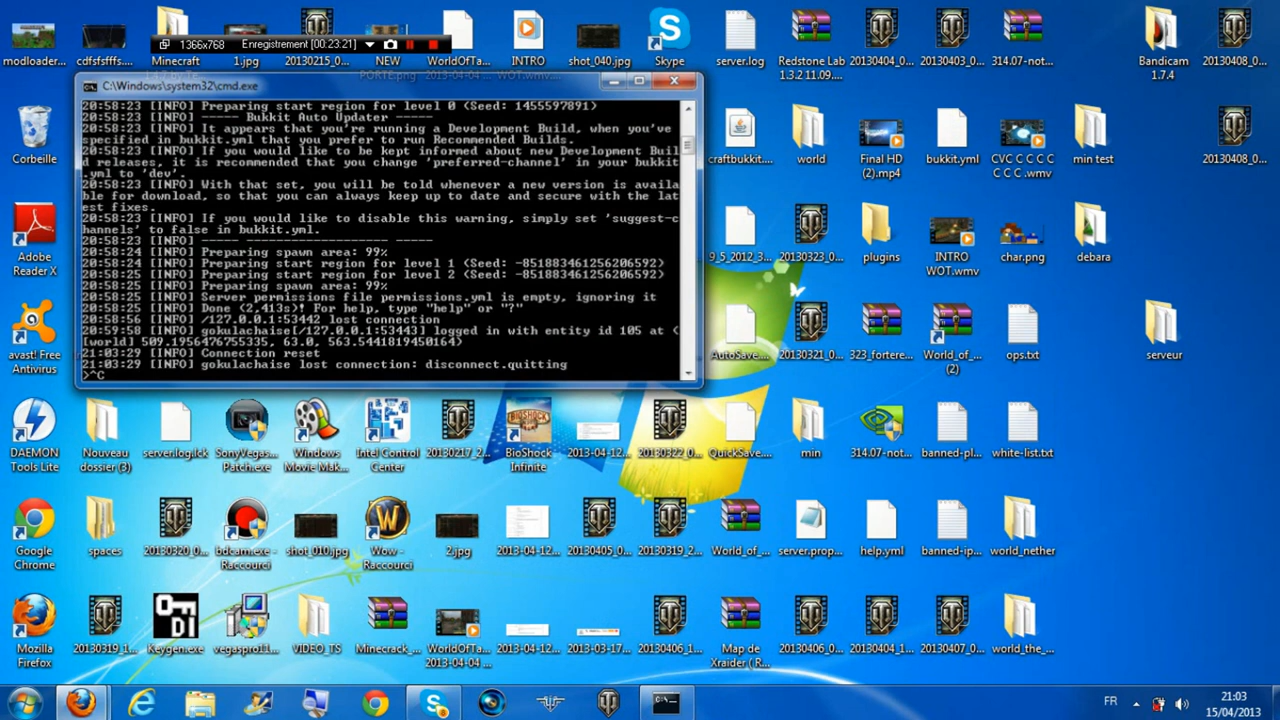 1366x768 Enregistrement [00:23:21]
modloader...
cdfsfsfffs....
Minecraft
1.jpg
20130215_0...
NEW
PORTE.png
WorldOfTa...
2013-04-04 ...
INTRO
WOT.wmv
shot_040.jpg
Skype
server.log
Redstone Lab
1.3.2 11.09....
20130404_0...
20130403_0...
314.07-not...
Bandicam
1.7.4
20130408_0...
C:\Windows\system32\cmd.exe
20:58:23 [INFO] Preparing start region for level 0 (Seed: 1455597891)
20:58:23 [INFO] ----- Bukkit Auto Updater -----
20:58:23 [INFO] It appears that you're running a Development Build, when you've
specified in bukkit.yml that you prefer to run Recommended Builds.
20:58:23 [INFO] If you would like to be kept informed about new Development Buil
d releases, it is recommended that you change 'preferred-channel' in your bukkit
.yml to 'dev'.
20:58:23 [INFO] With that set, you will be told whenever a new version is availa
ble for download, so that you can always keep up to date and secure with the lat
est fixes.
20:58:23 [INFO] If you would like to disable this warning, simply set 'suggest-c
hannels' to false in bukkit.yml.
20:58:23 [INFO] ----- ------------------- -----
20:58:24 [INFO] Preparing spawn area: 99%
20:58:24 [INFO] Preparing start region for level 1 (Seed: -851883461256206592)
20:58:25 [INFO] Preparing start region for level 2 (Seed: -851883461256206592)
20:58:25 [INFO] Preparing spawn area: 99%
20:58:25 [INFO] Server permissions file permissions.yml is empty, ignoring it
20:58:25 [INFO] Done (2,413s)! For help, type "help" or "?"
20:58:50 [INFO] /127.0.0.1:53442 lost connection
20:59:58 [INFO] gokulachaise[/127.0.0.1:53443] logged in with entity id 105 at (
[world] 509.1956476755335, 63.0, 563.5441819450164)
21:03:29 [INFO] Connection reset
21:03:29 [INFO] gokulachaise lost connection: disconnect.quitting
>^C
Corbeille
craftbukkit....
world
Final HD
(2).mp4
bukkit.yml
CVC C C C C
C C C .wmv
min test
20130408_0...
Adobe
Reader X
9_5_2012_3...
20130323_0...
plugins
INTRO
WOT.wmv
char.png
debara
avast! Free
Antivirus
AutoSave....
20130321_0...
323_fortere...
World_of_...
(2)
ops.txt
serveur
DAEMON
Tools Lite
Nouveau
dossier (3)
server.log.lck
SonyVegas...
Patch.exe
Windows
Movie Mak...
Intel Control
Center
20130217_2...
BioShock
Infinite
2013-04-12...
20130322_0...
QuickSave....
min
314.07-not...
banned-pl...
white-list.txt
Google
Chrome
spaces
20130320_0...
bdcam.exe -
Raccourci
shot_010.jpg
Wow -
Raccourci
2.jpg
2013-04-12...
20130405_0...
20130319_2...
World_of_...
server.prop...
help.yml
banned-ip...
world_nether
Mozilla
Firefox
20130319_1...
Keygen.exe
vegaspro11...
VIDEO_TS
Minecrack_...
WorldOfTa...
2013-04-04 ...
2013-04-12...
2013-03-17...
20130406_1...
Map de
Xraider ( R...
20130406_0...
20130404_1...
20130407_0...
world_the_...
FR
21:03
15/04/2013